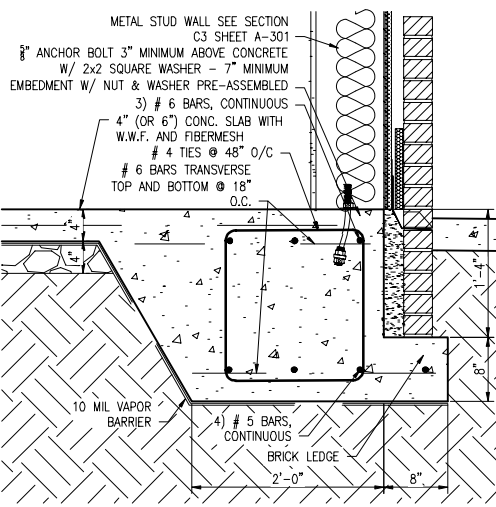 METAL STUD WALL SEE SECTION
C3 SHEET A-301
5/8" ANCHOR BOLT 3" MINIMUM ABOVE CONCRETE
W/ 2x2 SQUARE WASHER - 7" MINIMUM
EMBEDMENT W/ NUT & WASHER PRE-ASSEMBLED
3) # 6 BARS, CONTINUOUS
4" (OR 6") CONC. SLAB WITH
W.W.F. AND FIBERMESH
# 4 TIES @ 48" O/C
# 6 BARS TRANSVERSE
TOP AND BOTTOM @ 18"
O.C.
4"
4"
1'-4"
8"
10 MIL VAPOR
BARRIER
4) # 5 BARS,
CONTINUOUS
BRICK LEDGE
2'-0"
8"